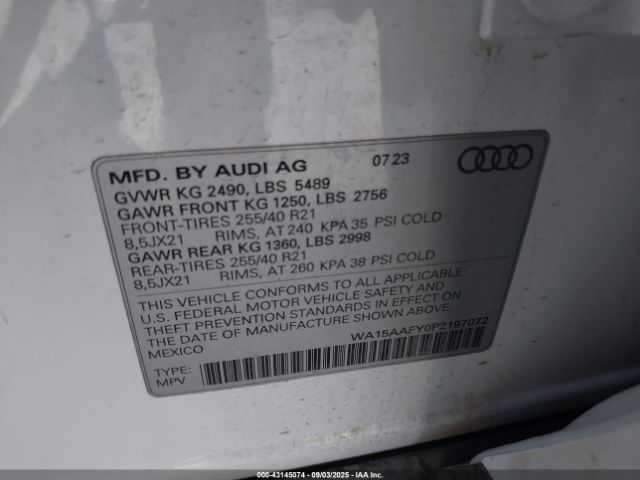 MFD. BY AUDI AG 07 23
GVWR KG 2490, LBS 5489
GAWR FRONT KG 1250, LBS 2756
FRONT-TIRES 255/40 R21
8,5JX21 RIMS, AT 240 KPA 35 PSI COLD
GAWR REAR KG 1360, LBS 2998
REAR-TIRES 255/40 R21
8,5JX21 RIMS, AT 260 KPA 38 PSI COLD
THIS VEHICLE CONFORMS TO ALL APPLICABLE
U.S. FEDERAL MOTOR VEHICLE SAFETY AND
THEFT PREVENTION STANDARDS IN EFFECT ON
THE DATE OF MANUFACTURE SHOWN ABOVE.
MEXICO WA15AAFY0P2197072
TYPE:
MPV
000-43145074 - 09/03/2025 - IAAI.com